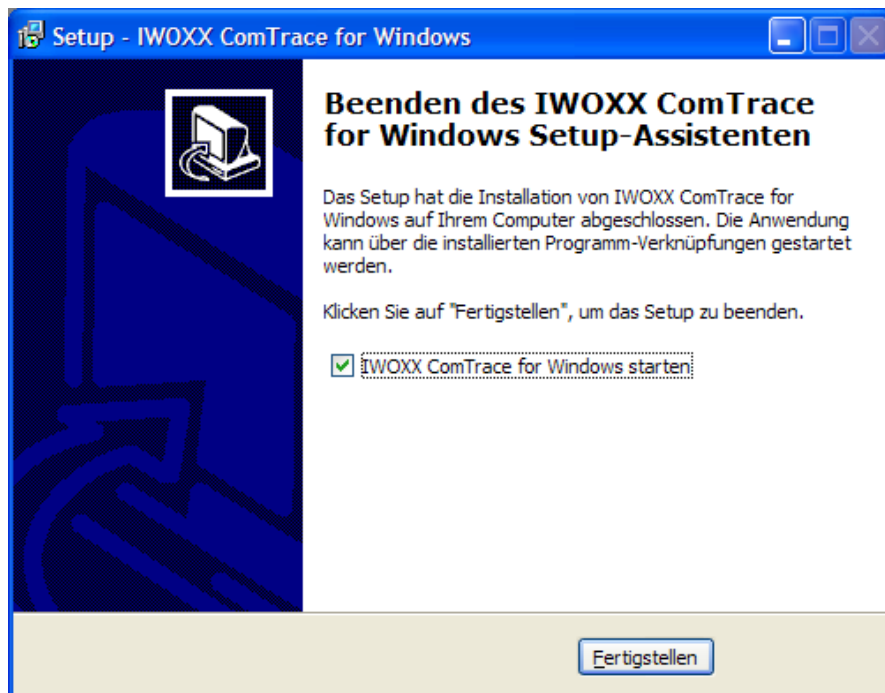 Setup - IWOXX ComTrace for Windows
Beenden des IWOXX ComTrace
for Windows Setup-Assistenten
Das Setup hat die Installation von IWOXX ComTrace for
Windows auf Ihrem Computer abgeschlossen. Die Anwendung
kann über die installierten Programm-Verknüpfungen gestartet
werden.
Klicken Sie auf "Fertigstellen", um das Setup zu beenden.
IWOXX ComTrace for Windows starten
Fertigstellen